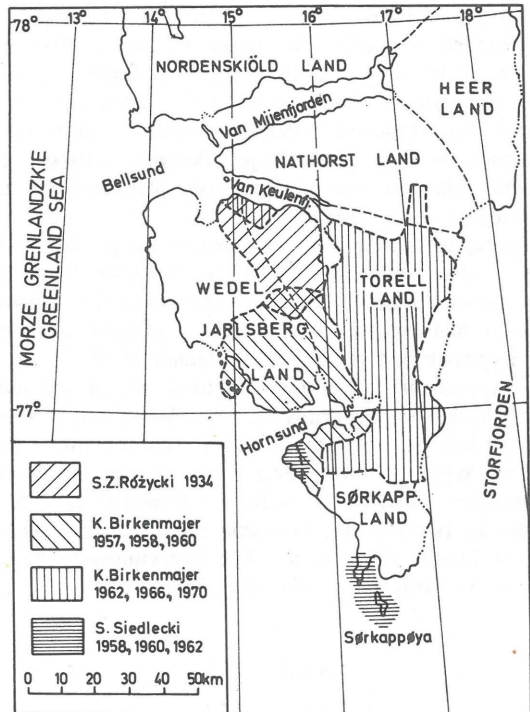 78°
13°
14°
15°
16°
17°
18°
78°
NORDENSKIÖLD LAND
HEER
LAND
Van Mijenfjorden
NATHORST LAND
Bellsund
Van Keulenfj.
MORZE GRENLANDZKIE
GREENLAND SEA
WEDEL
JARLSBERG
LAND
TORELL
LAND
77°
77°
Hornsund
STORFJORDEN
SØRKAPP
LAND
Sørkappøya
S.Z.Różycki 1934
K.Birkenmajer
1957, 1958, 1960
K.Birkenmajer
1962, 1966, 1970
S. Siedlecki
1958, 1960, 1962
0 10 20 30 40 50km